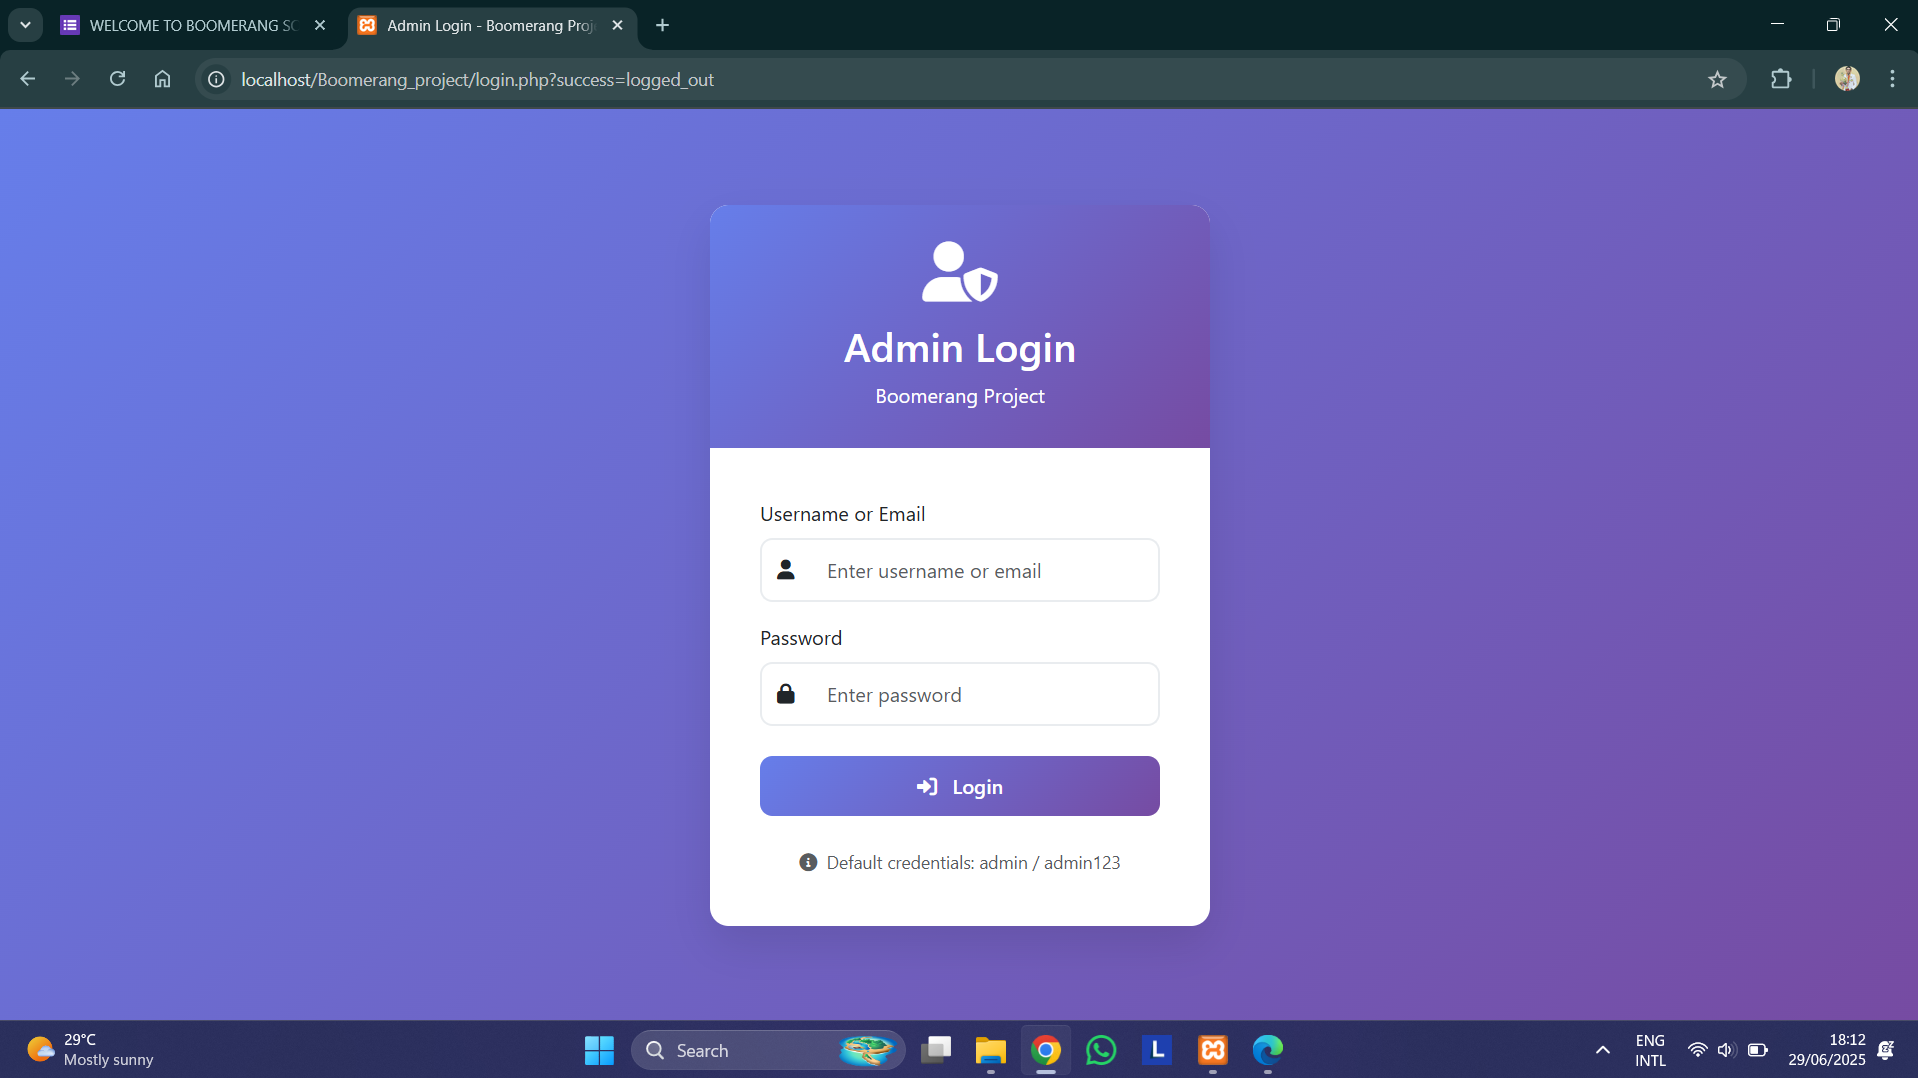 WELCOME TO BOOMERANG SC
Admin Login - Boomerang Proj
localhost/Boomerang_project/login.php?success=logged_out
Admin Login
Boomerang Project
Username or Email
Enter username or email
Password
Enter password
Login
Default credentials: admin / admin123
29°C
Mostly sunny
Search
L
ENG
INTL
18:12
29/06/2025